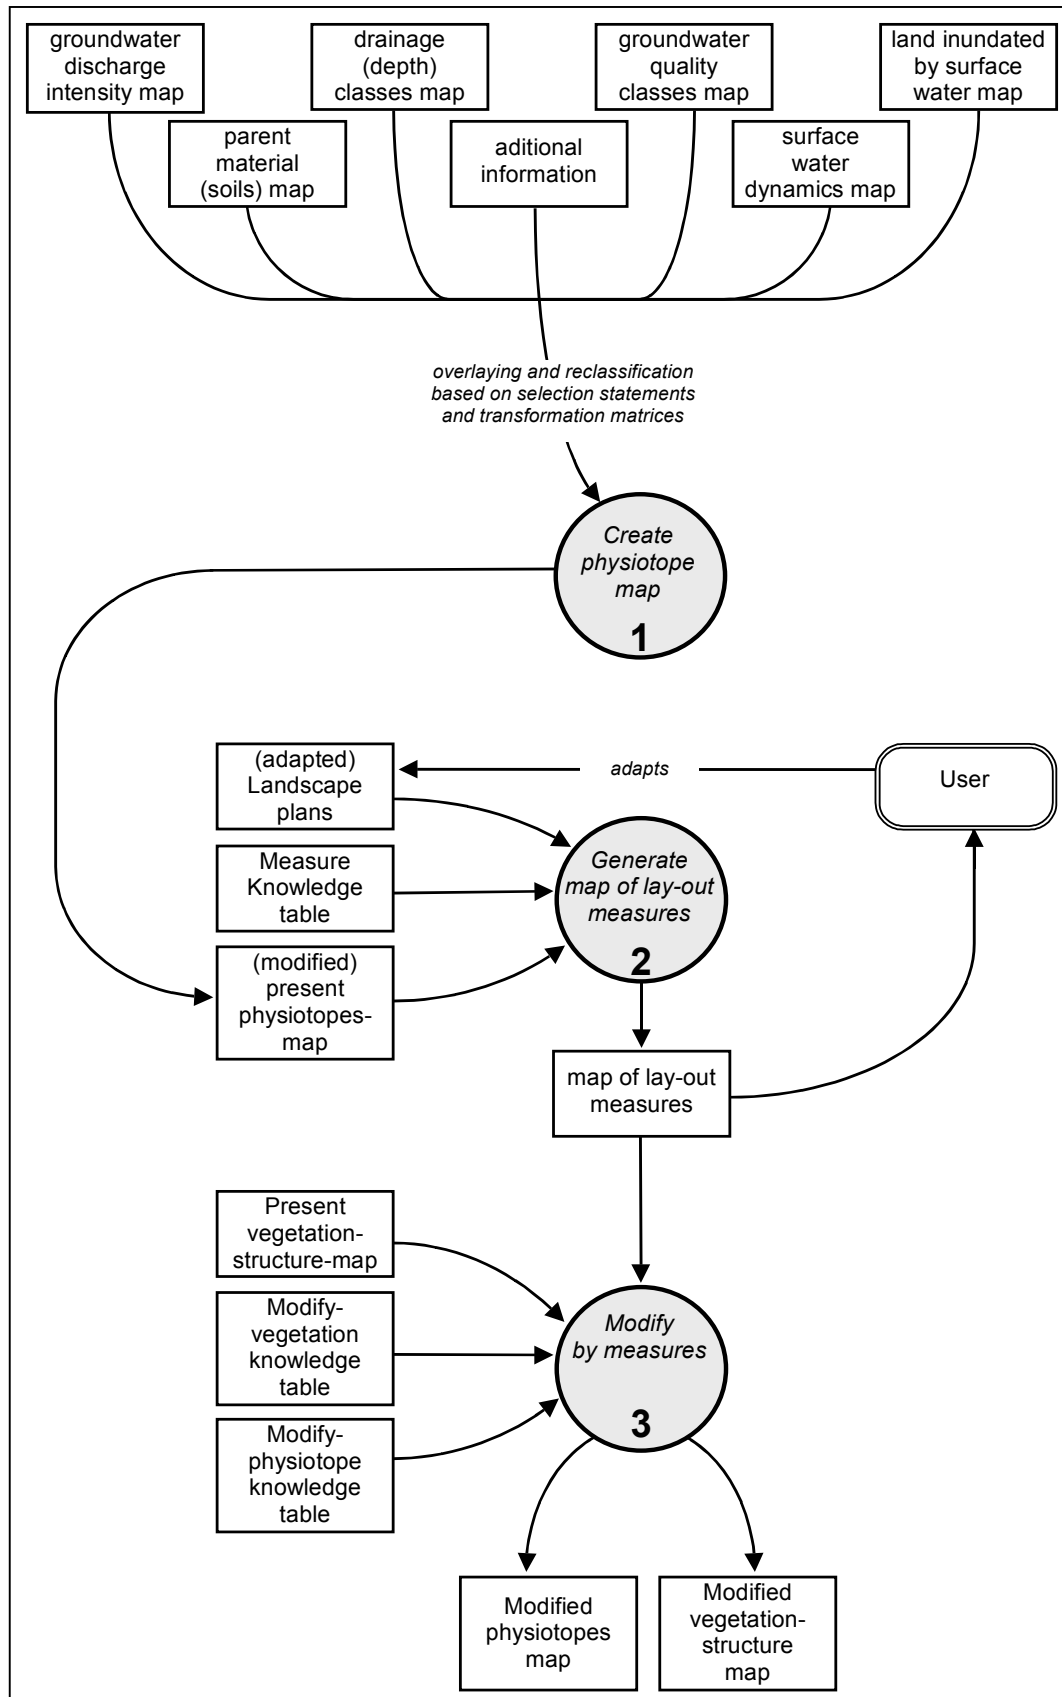 groundwater
discharge
intensity map
drainage
(depth)
classes map
groundwater
quality
classes map
land inundated
by surface
water map
parent
material
(soils) map
aditional
information
surface
water
dynamics map
overlaying and reclassification
based on selection statements
and transformation matrices
Create
physiotope
map
1
(adapted)
Landscape
plans
adapts
User
Measure
Knowledge
table
Generate
map of lay-out
measures
2
(modified)
present
physiotopes-
map
map of lay-out
measures
Present
vegetation-
structure-map
Modify-
vegetation
knowledge
table
Modify
by measures
3
Modify-
physiotope
knowledge
table
Modified
physiotopes
map
Modified
vegetation-
structure
map